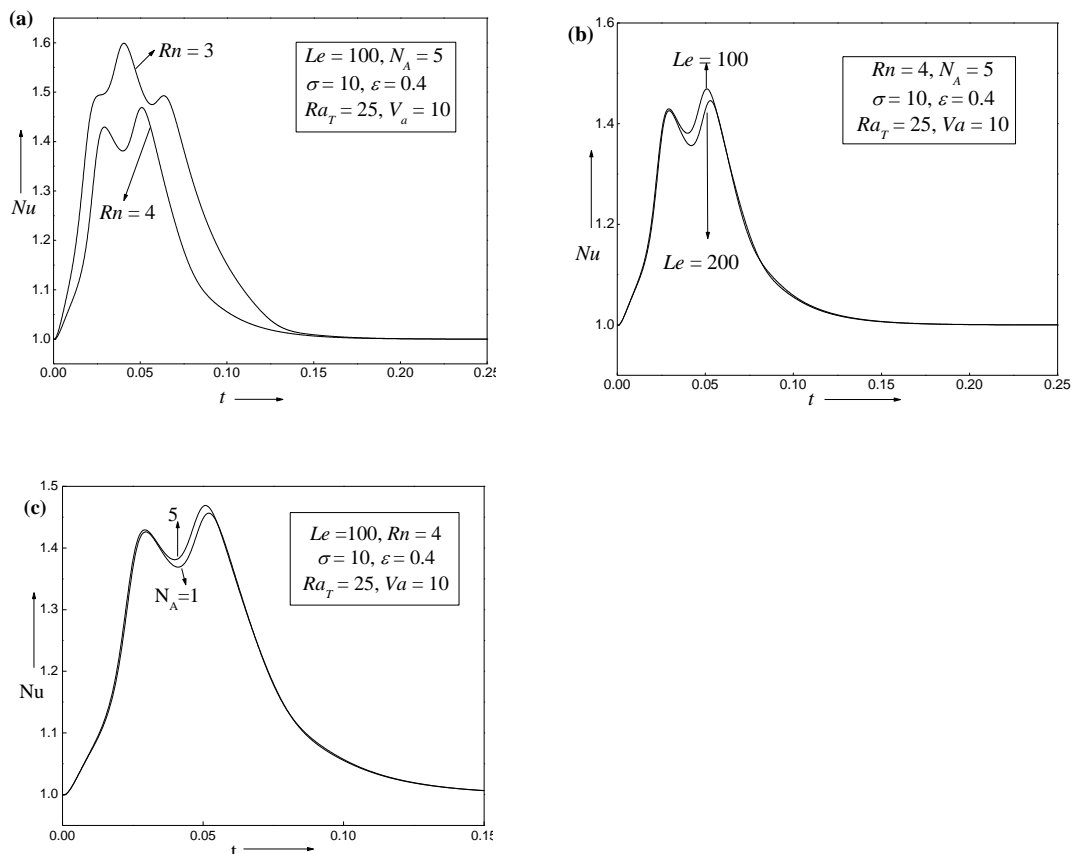 (a)
1.6
1.5
1.4
1.3
1.2
1.1
1.0
Nu
Rn = 3
Rn = 4
Le = 100, N_A = 5
σ = 10, ε = 0.4
Ra_T = 25, V_a = 10
0.00 0.05 0.10 0.15 0.20 0.25
t
(b)
1.6
1.4
1.2
1.0
Nu
Le = 100
Le = 200
Rn = 4, N_A = 5
σ = 10, ε = 0.4
Ra_T = 25, Va = 10
0.00 0.05 0.10 0.15 0.20 0.25
t
(c)
1.5
1.4
1.3
1.2
1.1
1.0
Nu
5
N_A=1
Le =100, Rn = 4
σ = 10, ε = 0.4
Ra_T = 25, Va = 10
0.00 0.05 0.10 0.15
t